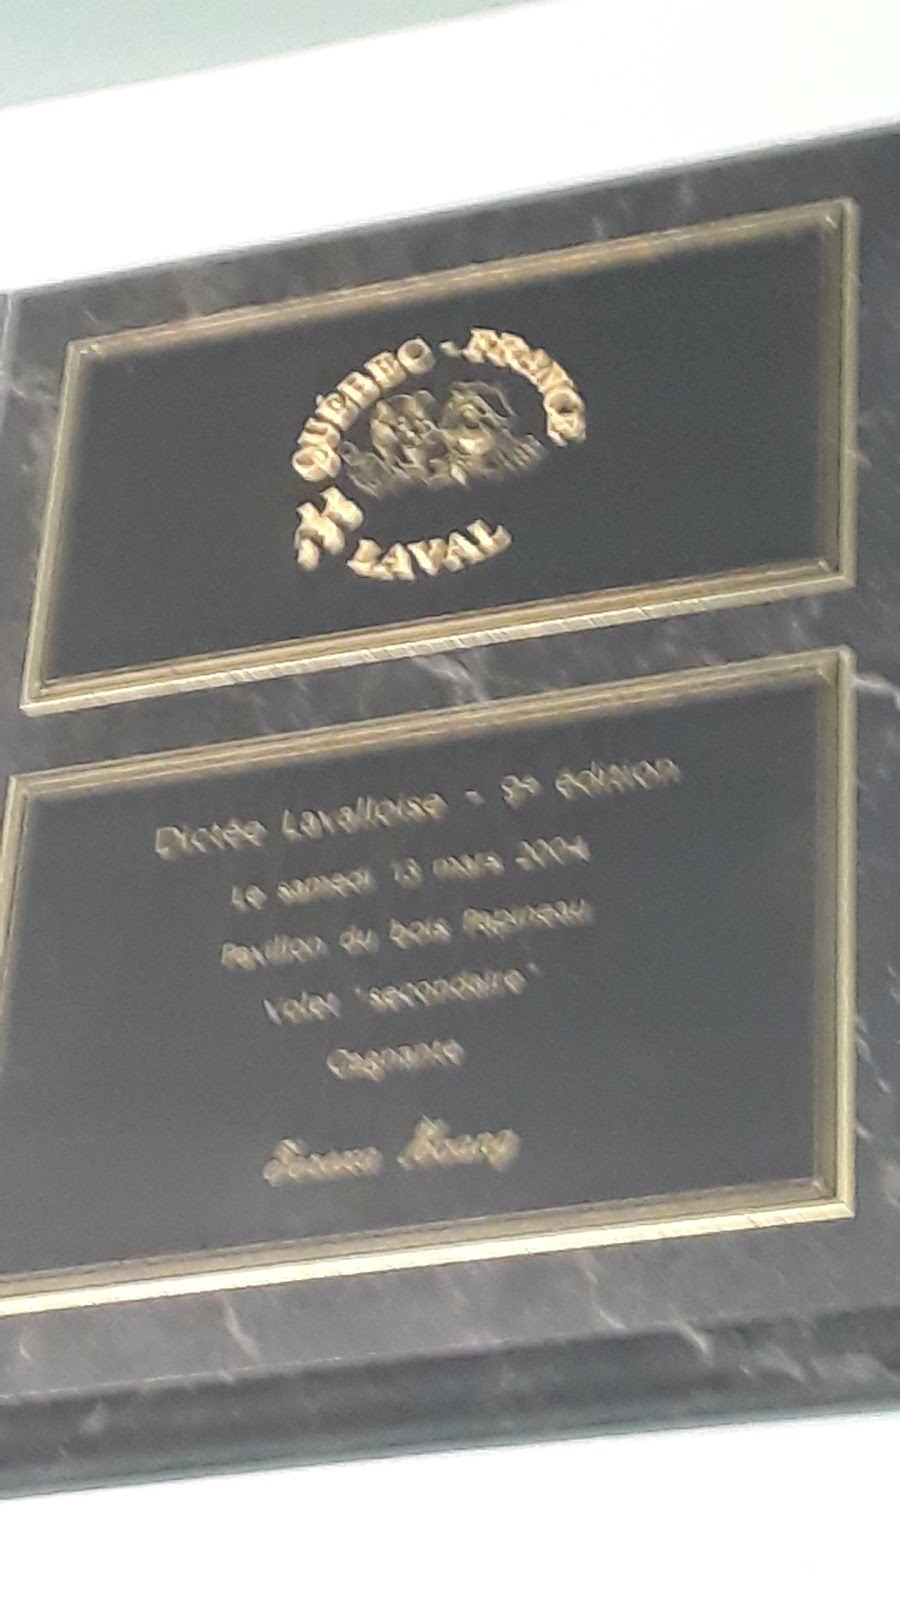 QUÉBEC - FRANCE
LAVAL
Dictée Lavalloise - 9e édition
Le samedi 13 mars 2004
Pavillon du bois Papineau
Volet "secondaire"
Gagnante